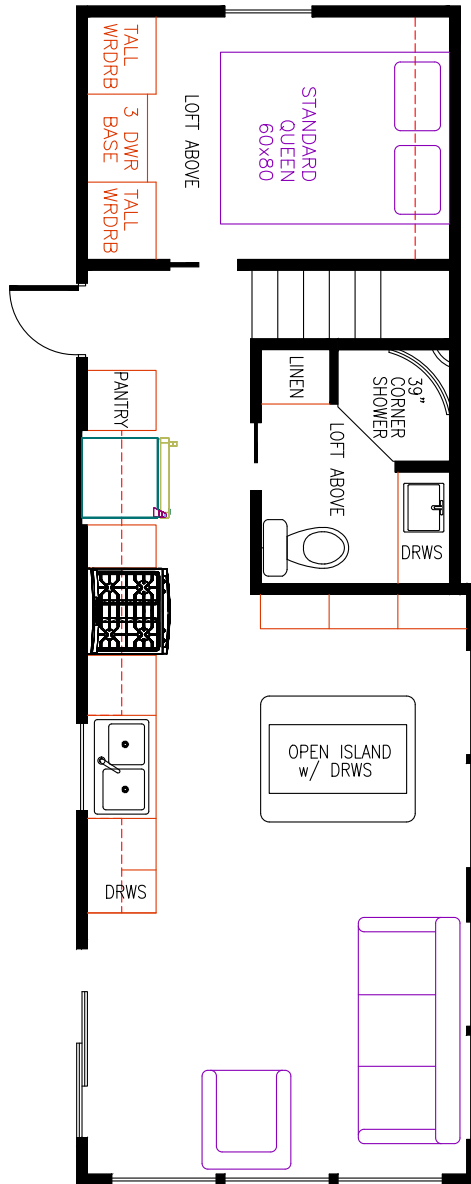 TALL
WRDRB
3 DWR
BASE
TALL
WRDRB
LOFT ABOVE
STANDARD
QUEEN
60x80
PANTRY
LINEN
39"
CORNER
SHOWER
LOFT ABOVE
DRWS
OPEN ISLAND
w/ DRWS
DRWS